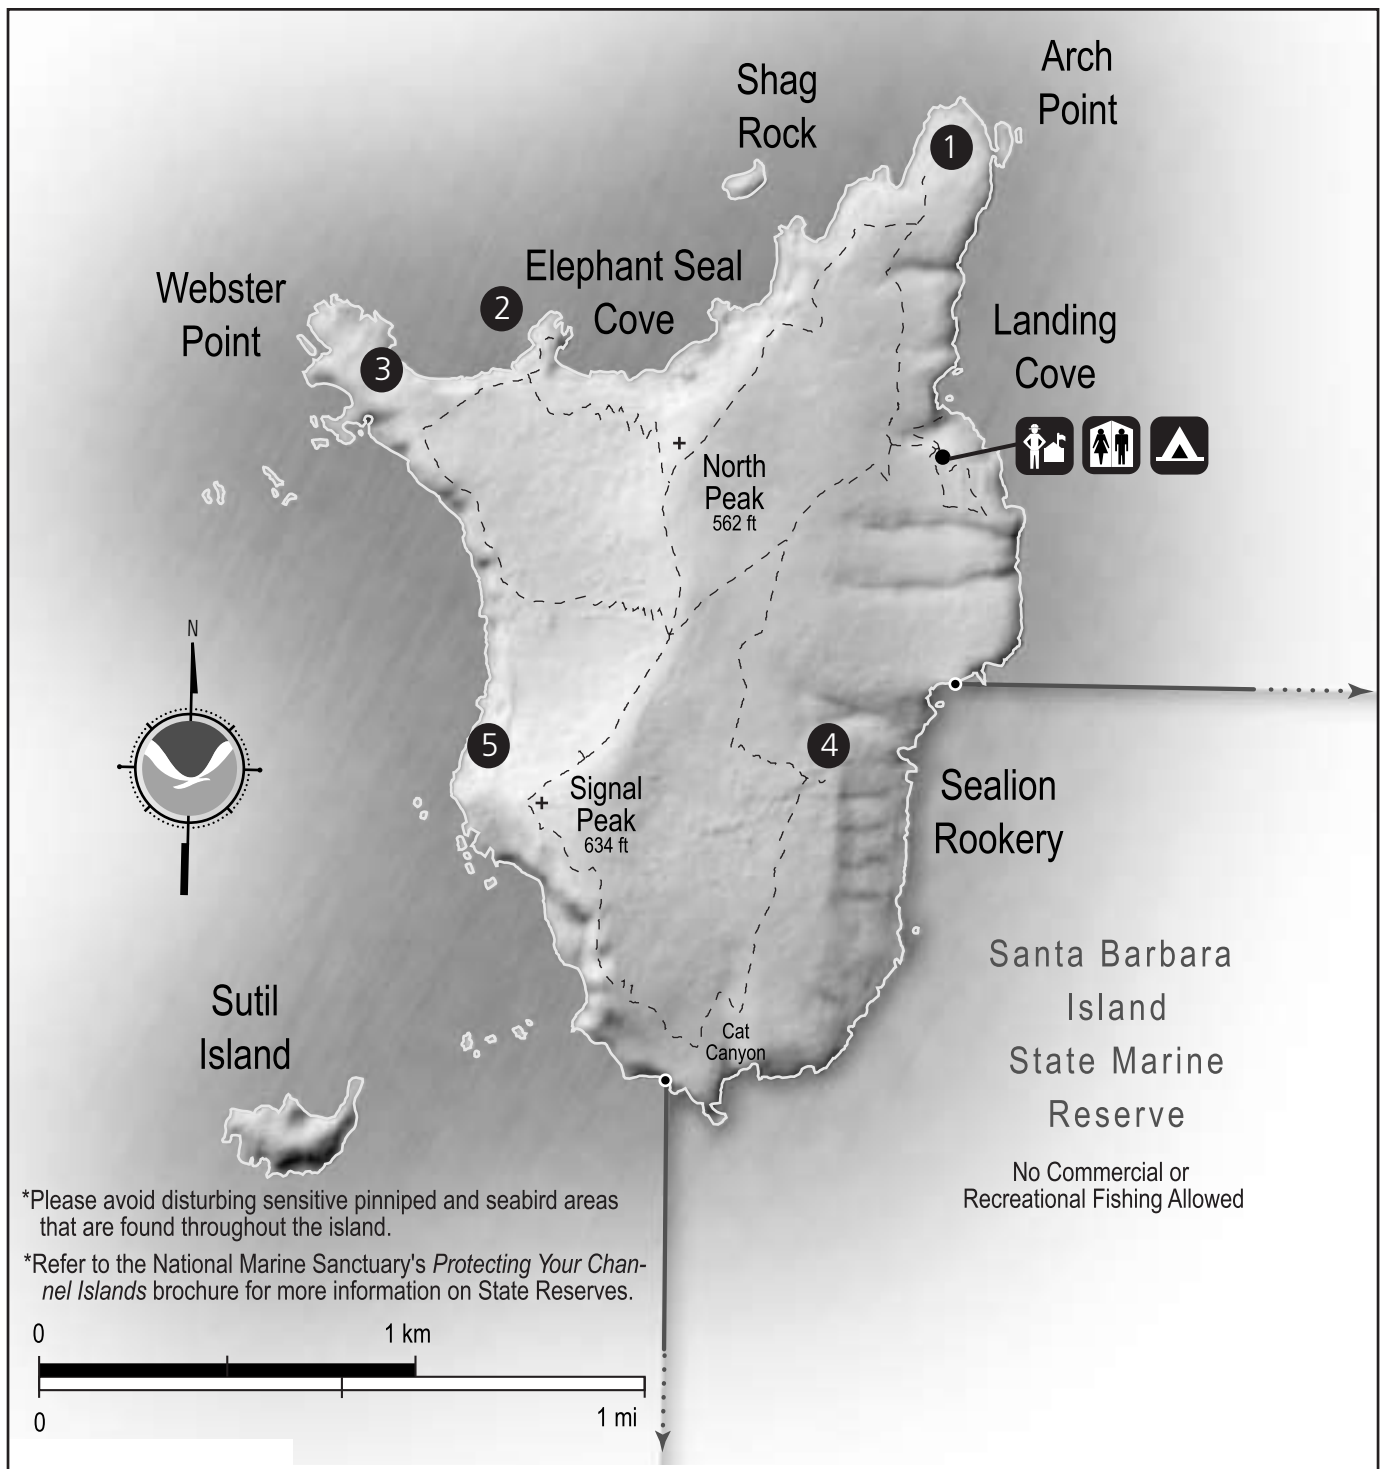 Arch
Point
Shag
Rock
1
Elephant Seal
Cove
2
Webster
Point
3
Landing
Cove
North
Peak
562 ft
N
5
4
Signal
Peak
634 ft
Sealion
Rookery
Santa Barbara
Island
State Marine
Reserve
No Commercial or
Recreational Fishing Allowed
Cat
Canyon
Sutil
Island
*Please avoid disturbing sensitive pinniped and seabird areas
that are found throughout the island.
*Refer to the National Marine Sanctuary's Protecting Your Chan-
nel Islands brochure for more information on State Reserves.
0 1 km
0 1 mi